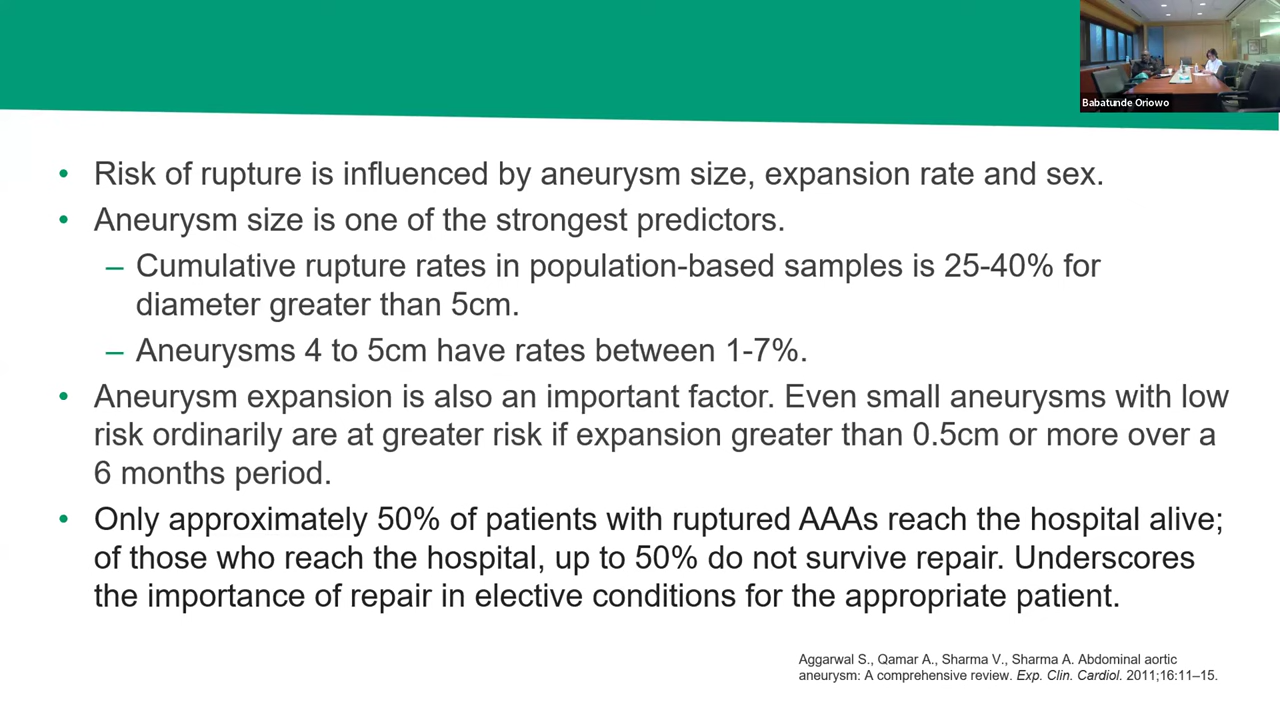 Babatunde Oriowo
• Risk of rupture is influenced by aneurysm size, expansion rate and sex.
• Aneurysm size is one of the strongest predictors.
– Cumulative rupture rates in population-based samples is 25-40% for
diameter greater than 5cm.
– Aneurysms 4 to 5cm have rates between 1-7%.
• Aneurysm expansion is also an important factor. Even small aneurysms with low
risk ordinarily are at greater risk if expansion greater than 0.5cm or more over a
6 months period.
• Only approximately 50% of patients with ruptured AAAs reach the hospital alive;
of those who reach the hospital, up to 50% do not survive repair. Underscores
the importance of repair in elective conditions for the appropriate patient.
Aggarwal S., Qamar A., Sharma V., Sharma A. Abdominal aortic
aneurysm: A comprehensive review. Exp. Clin. Cardiol. 2011;16:11–15.